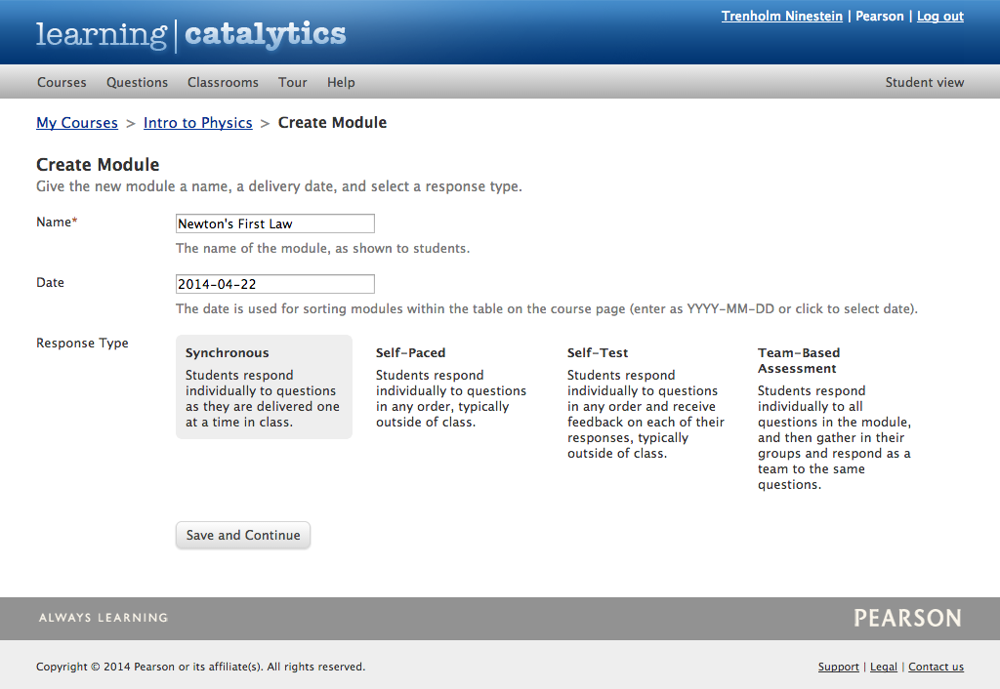 learning | catalytics
Trenholm Ninestein | Pearson | Log out
Courses Questions Classrooms Tour Help Student view
My Courses > Intro to Physics > Create Module
Create Module
Give the new module a name, a delivery date, and select a response type.
Name* Newton's First Law
The name of the module, as shown to students.
Date 2014-04-22
The date is used for sorting modules within the table on the course page (enter as YYYY-MM-DD or click to select date).
Response Type
Synchronous
Students respond
individually to questions
as they are delivered one
at a time in class.
Self-Paced
Students respond
individually to questions
in any order, typically
outside of class.
Self-Test
Students respond
individually to questions
in any order and receive
feedback on each of their
responses, typically
outside of class.
Team-Based
Assessment
Students respond
individually to all
questions in the module,
and then gather in their
groups and respond as a
team to the same
questions.
Save and Continue
ALWAYS LEARNING PEARSON
Copyright © 2014 Pearson or its affiliate(s). All rights reserved. Support | Legal | Contact us